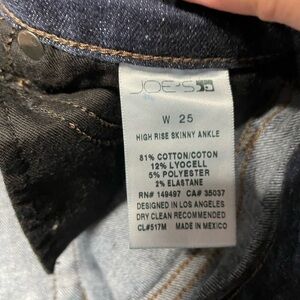 JOE'S
W 25
HIGH RISE SKINNY ANKLE
81% COTTON/COTON
12% LYOCELL
5% POLYESTER
2% ELASTANE
RN# 149497 CA# 35037
DESIGNED IN LOS ANGELES
DRY CLEAN RECOMMENDED
CL#517M MADE IN MEXICO